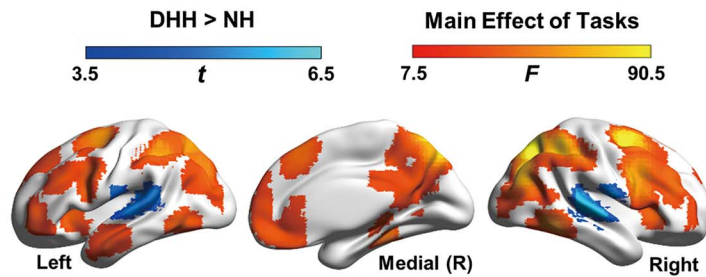 DHH > NH
Main Effect of Tasks
3.5 t 6.5
7.5 F 90.5
Left
Medial (R)
Right